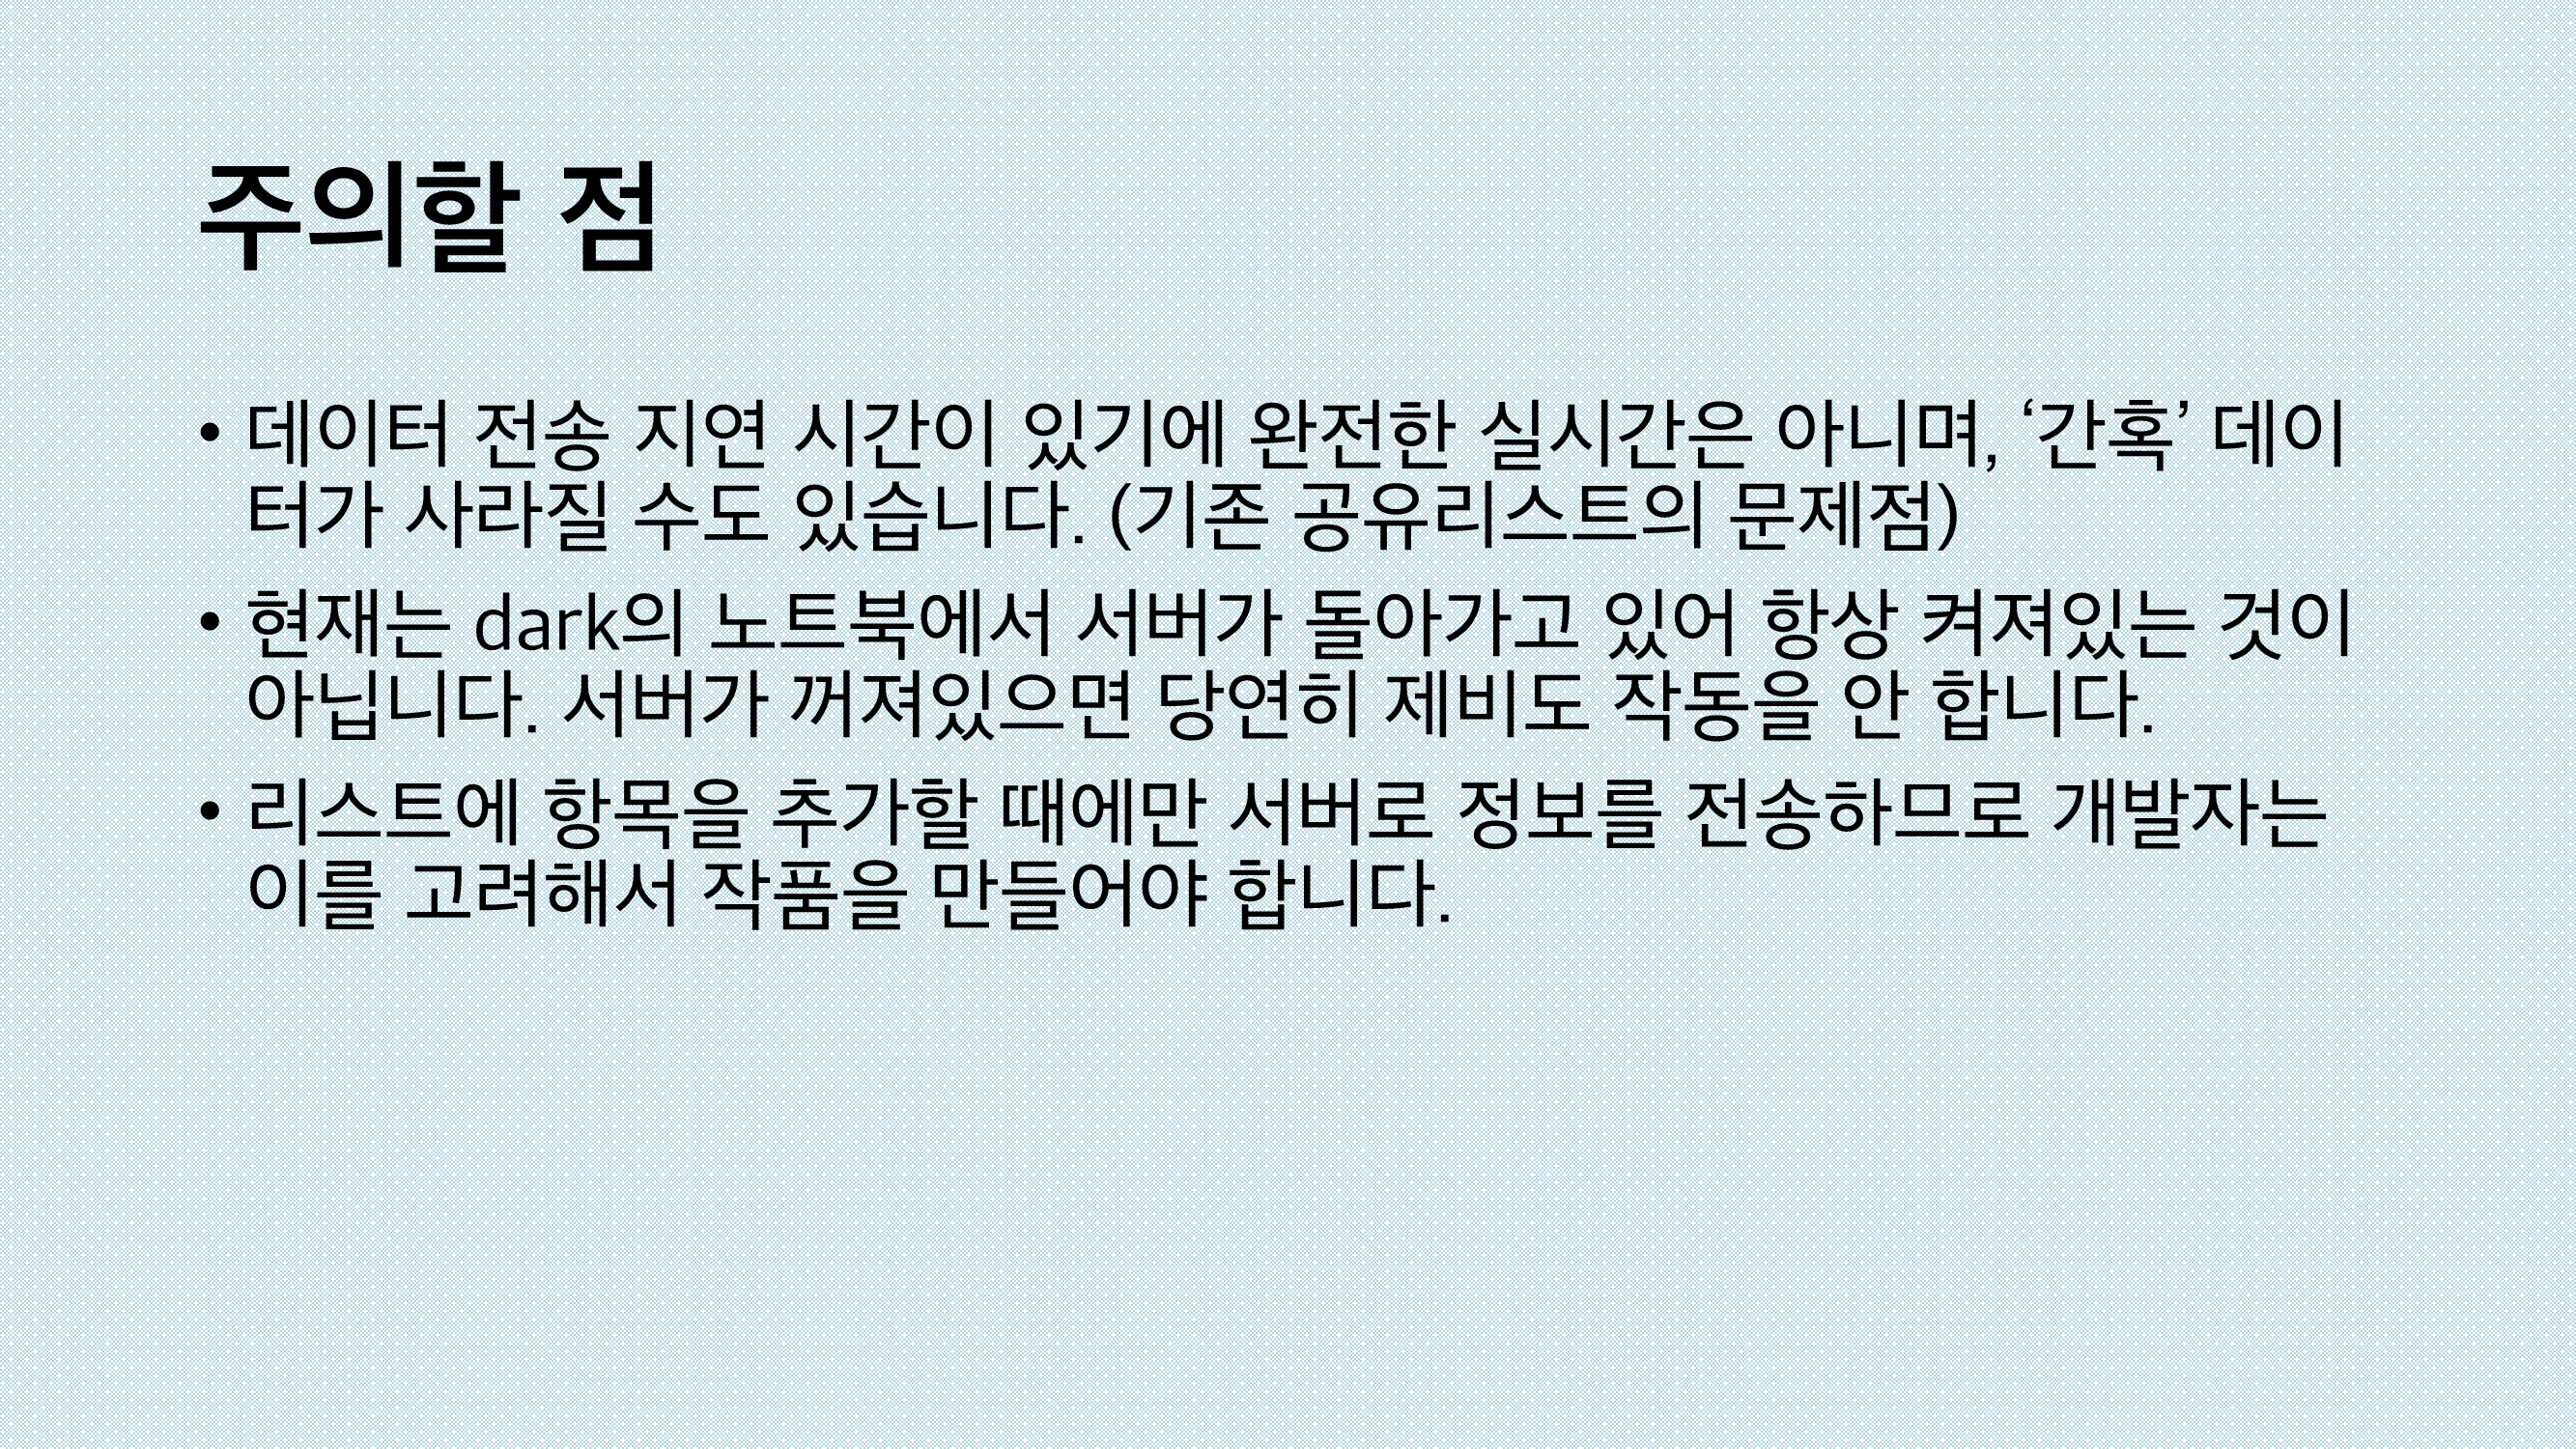 주의할 점
• 데이터 전송 지연 시간이 있기에 완전한 실시간은 아니며, ‘간혹’ 데이
터가 사라질 수도 있습니다. (기존 공유리스트의 문제점)
• 현재는 dark의 노트북에서 서버가 돌아가고 있어 항상 켜져있는 것이
아닙니다. 서버가 꺼져있으면 당연히 제비도 작동을 안 합니다.
• 리스트에 항목을 추가할 때에만 서버로 정보를 전송하므로 개발자는
이를 고려해서 작품을 만들어야 합니다.